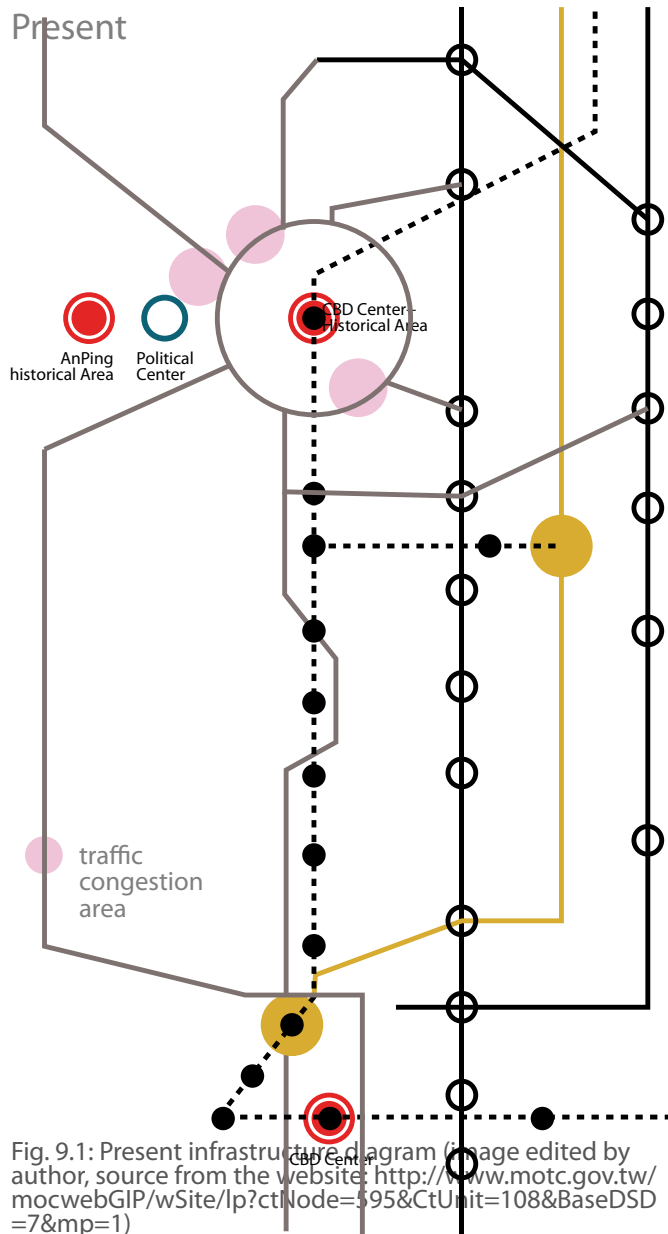 Present
CBD Center-
Historical Area
AnPing
historical Area
Political
Center
traffic
congestion
area
CBD Center
Fig. 9.1: Present infrastructure diagram (image edited by
author, source from the website: http://www.motc.gov.tw/
mocwebGIP/wSite/lp?ctNode=595&CtUnit=108&BaseDSD
=7&mp=1)